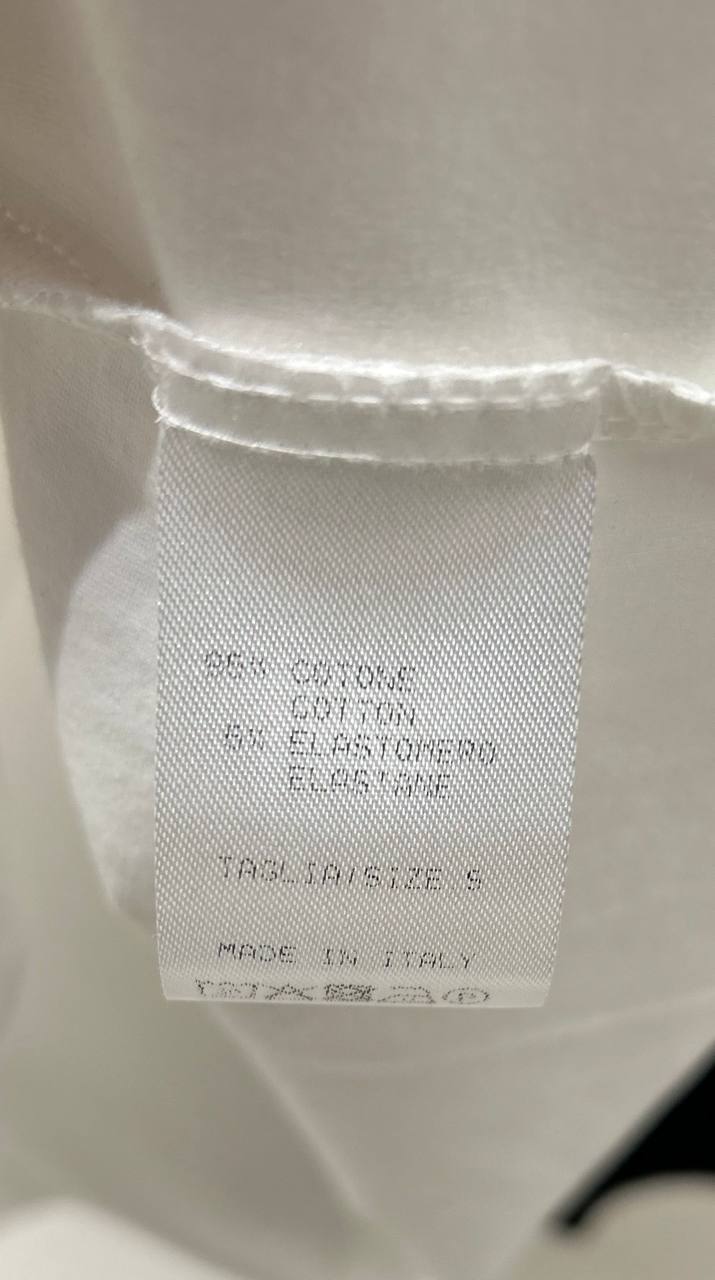 95% COTONE
COTTON
5% ELASTOMERO
ELASTANE
TAGLIA/SIZE S
MADE IN ITALY